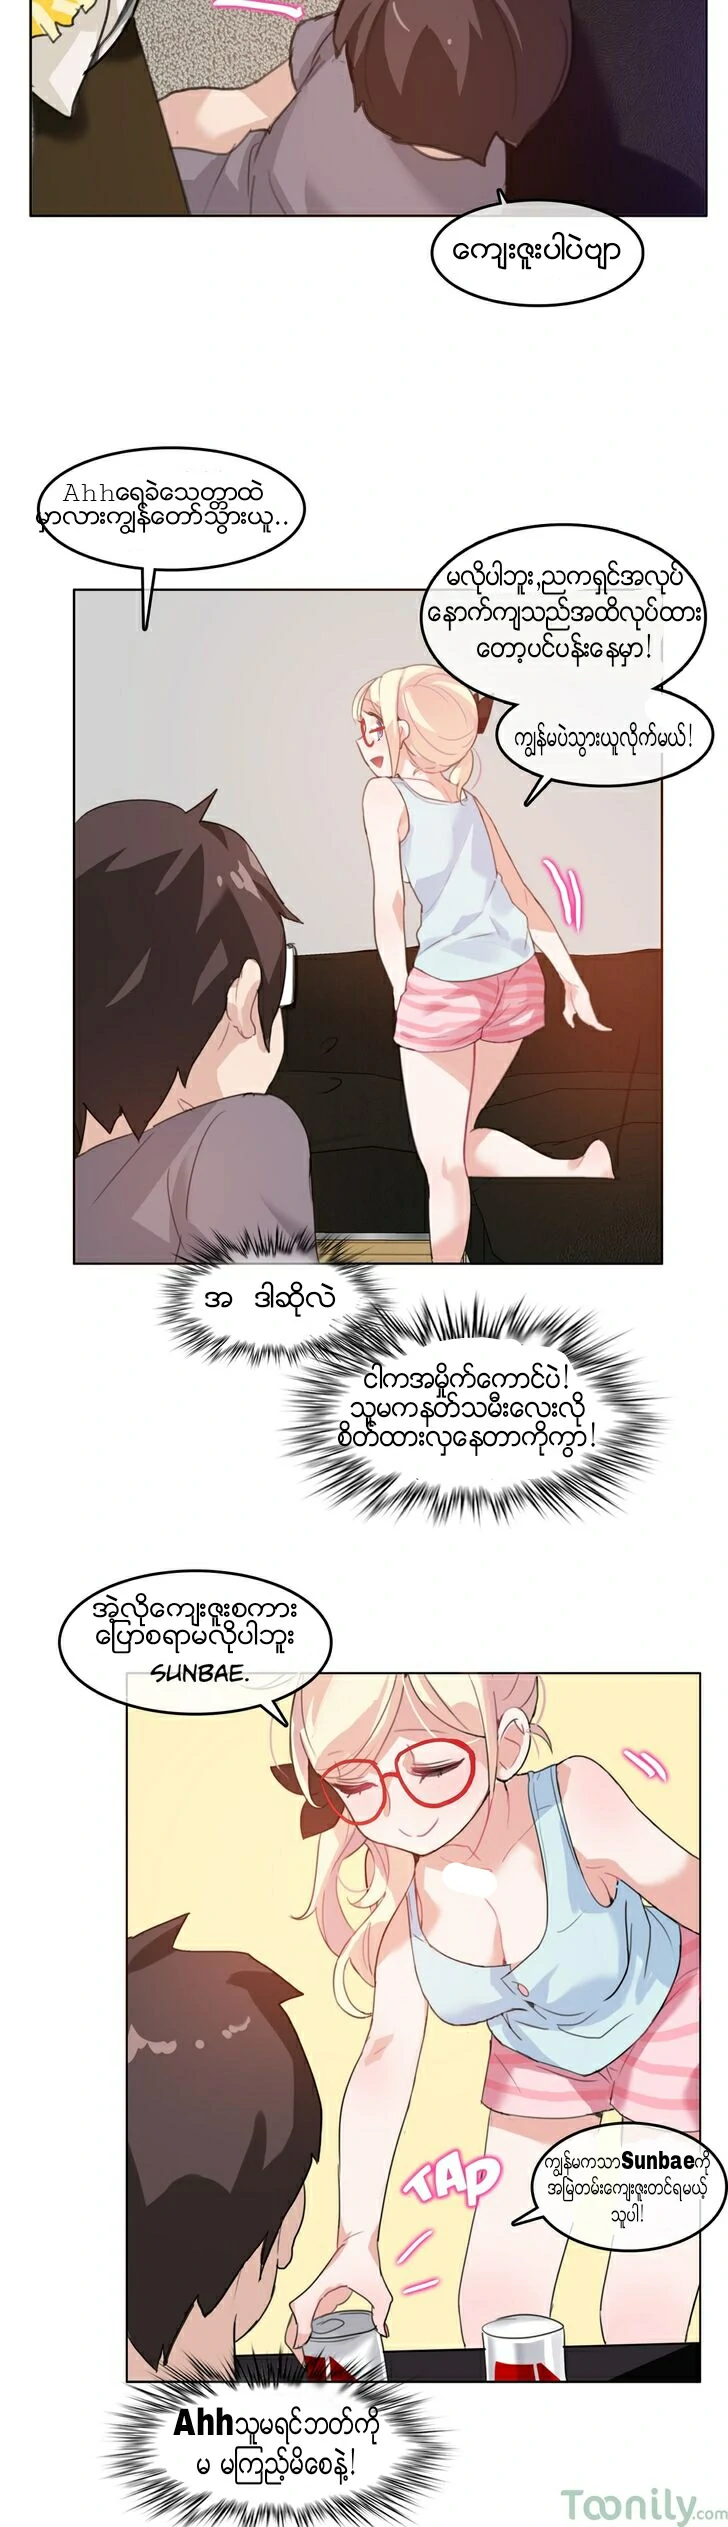 ကျေးဇူးပါပဲဗျာ
Ahhရေခဲသေတ္တာထဲ
မှာလားကျွန်တော်သွားယူ..
မလိုပါဘူး,ညကရှင်အလုပ်
နောက်ကျသည်အထိလုပ်ထား
တော့ပင်ပန်းနေမှာ!
ကျွန်မပဲသွားယူလိုက်မယ်!
အ ဒါဆိုလဲ
ငါကအမှိုက်ကောင်ပဲ!
သူမကနတ်သမီးလေးလို
စိတ်ထားလှနေတာကိုကွာ!
အဲ့လိုကျေးဇူးစကား
ပြောစရာမလိုပါဘူး
SUNBAE.
TAP
ကျွန်မကသာSunbaeကို
အမြဲတမ်းကျေးဇူးတင်ရမယ့်
သူပါ!
Ahhသူမရင်ဘတ်ကို
မ မကြည့်မိစေနဲ့!
Toonily.com